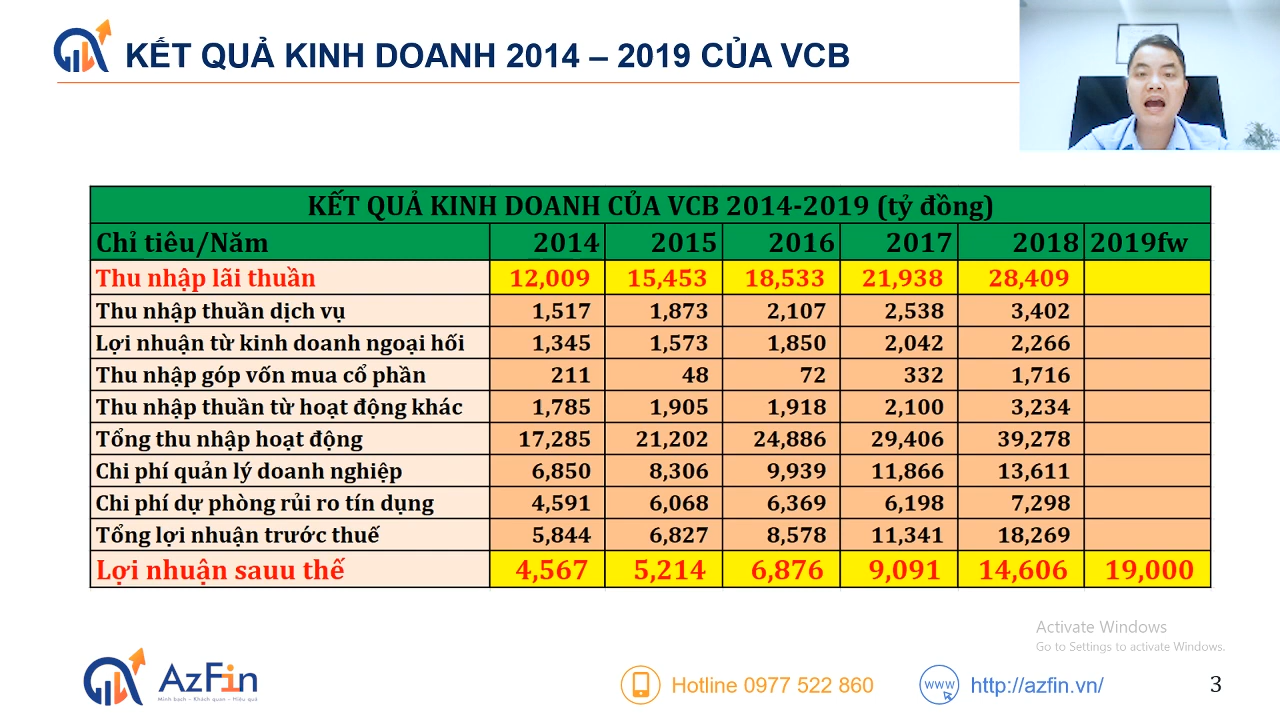 KẾT QUẢ KINH DOANH 2014 – 2019 CỦA VCB
KẾT QUẢ KINH DOANH CỦA VCB 2014-2019 (tỷ đồng)
Chỉ tiêu/Năm 2014 2015 2016 2017 2018 2019fw
Thu nhập lãi thuần 12,009 15,453 18,533 21,938 28,409
Thu nhập thuần dịch vụ 1,517 1,873 2,107 2,538 3,402
Lợi nhuận từ kinh doanh ngoại hối 1,345 1,573 1,850 2,042 2,266
Thu nhập góp vốn mua cổ phần 211 48 72 332 1,716
Thu nhập thuần từ hoạt động khác 1,785 1,905 1,918 2,100 3,234
Tổng thu nhập hoạt động 17,285 21,202 24,886 29,406 39,278
Chi phí quản lý doanh nghiệp 6,850 8,306 9,939 11,866 13,611
Chi phí dự phòng rủi ro tín dụng 4,591 6,068 6,369 6,198 7,298
Tổng lợi nhuận trước thuế 5,844 6,827 8,578 11,341 18,269
Lợi nhuận sauu thế 4,567 5,214 6,876 9,091 14,606 19,000
Activate Windows
Go to Settings to activate Windows.
AzFin
Minh bạch - Khách quan - Hiệu quả
Hotline 0977 522 860
www
http://azfin.vn/
3